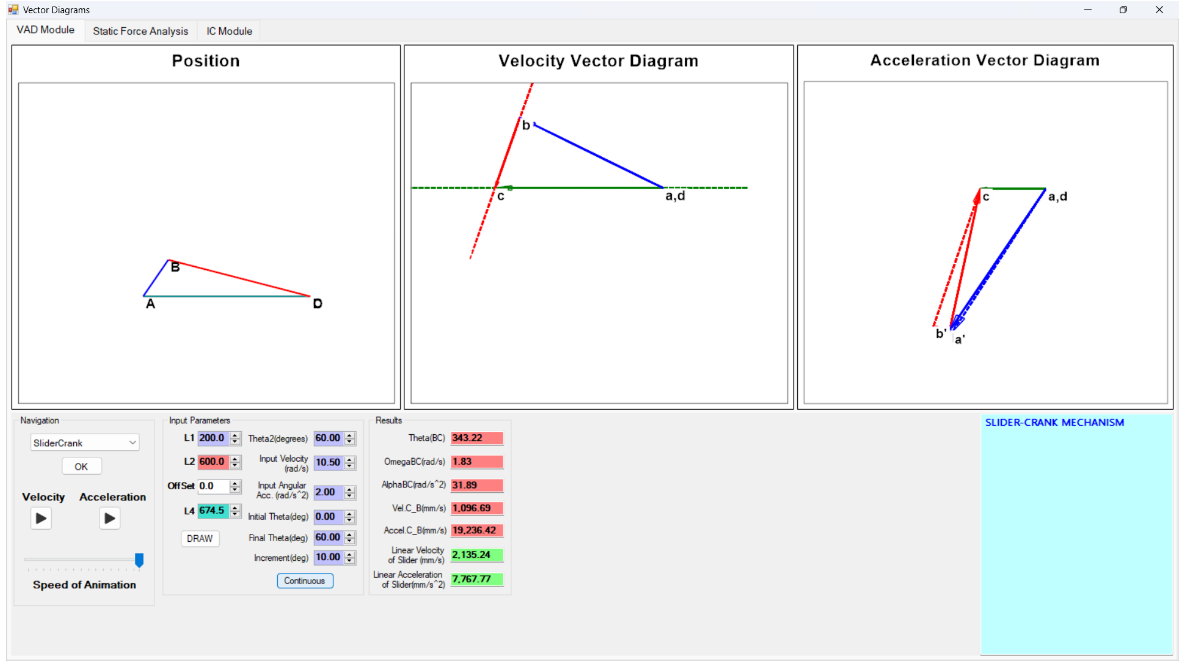 Vector Diagrams
VAD Module Static Force Analysis IC Module
Position
A
B
D
Velocity Vector Diagram
b
c
a,d
Acceleration Vector Diagram
c
a,d
b'
a'
Navigation
SliderCrank
OK
Velocity Acceleration
Speed of Animation
Input Parameters
L1 200.0 Theta2(degrees) 60.00
L2 600.0 Input Velocity (rad/s) 10.50
OffSet 0.0 Input Angular Acc. (rad/s^2) 2.00
L4 674.5 Initial Theta(deg) 0.00
DRAW Final Theta(deg) 60.00
Increment(deg) 10.00
Continuous
Results
Theta(BC) 343.22
OmegaBC(rad/s) 1.83
AlphaBC(rad/s^2) 31.89
Vel.C_B(mm/s) 1,096.69
Accel.C_B(mm/s) 19,236.42
Linear Velocity of Slider (mm/s) 2,135.24
Linear Acceleration of Slider(mm/s^2) 7,767.77
SLIDER-CRANK MECHANISM